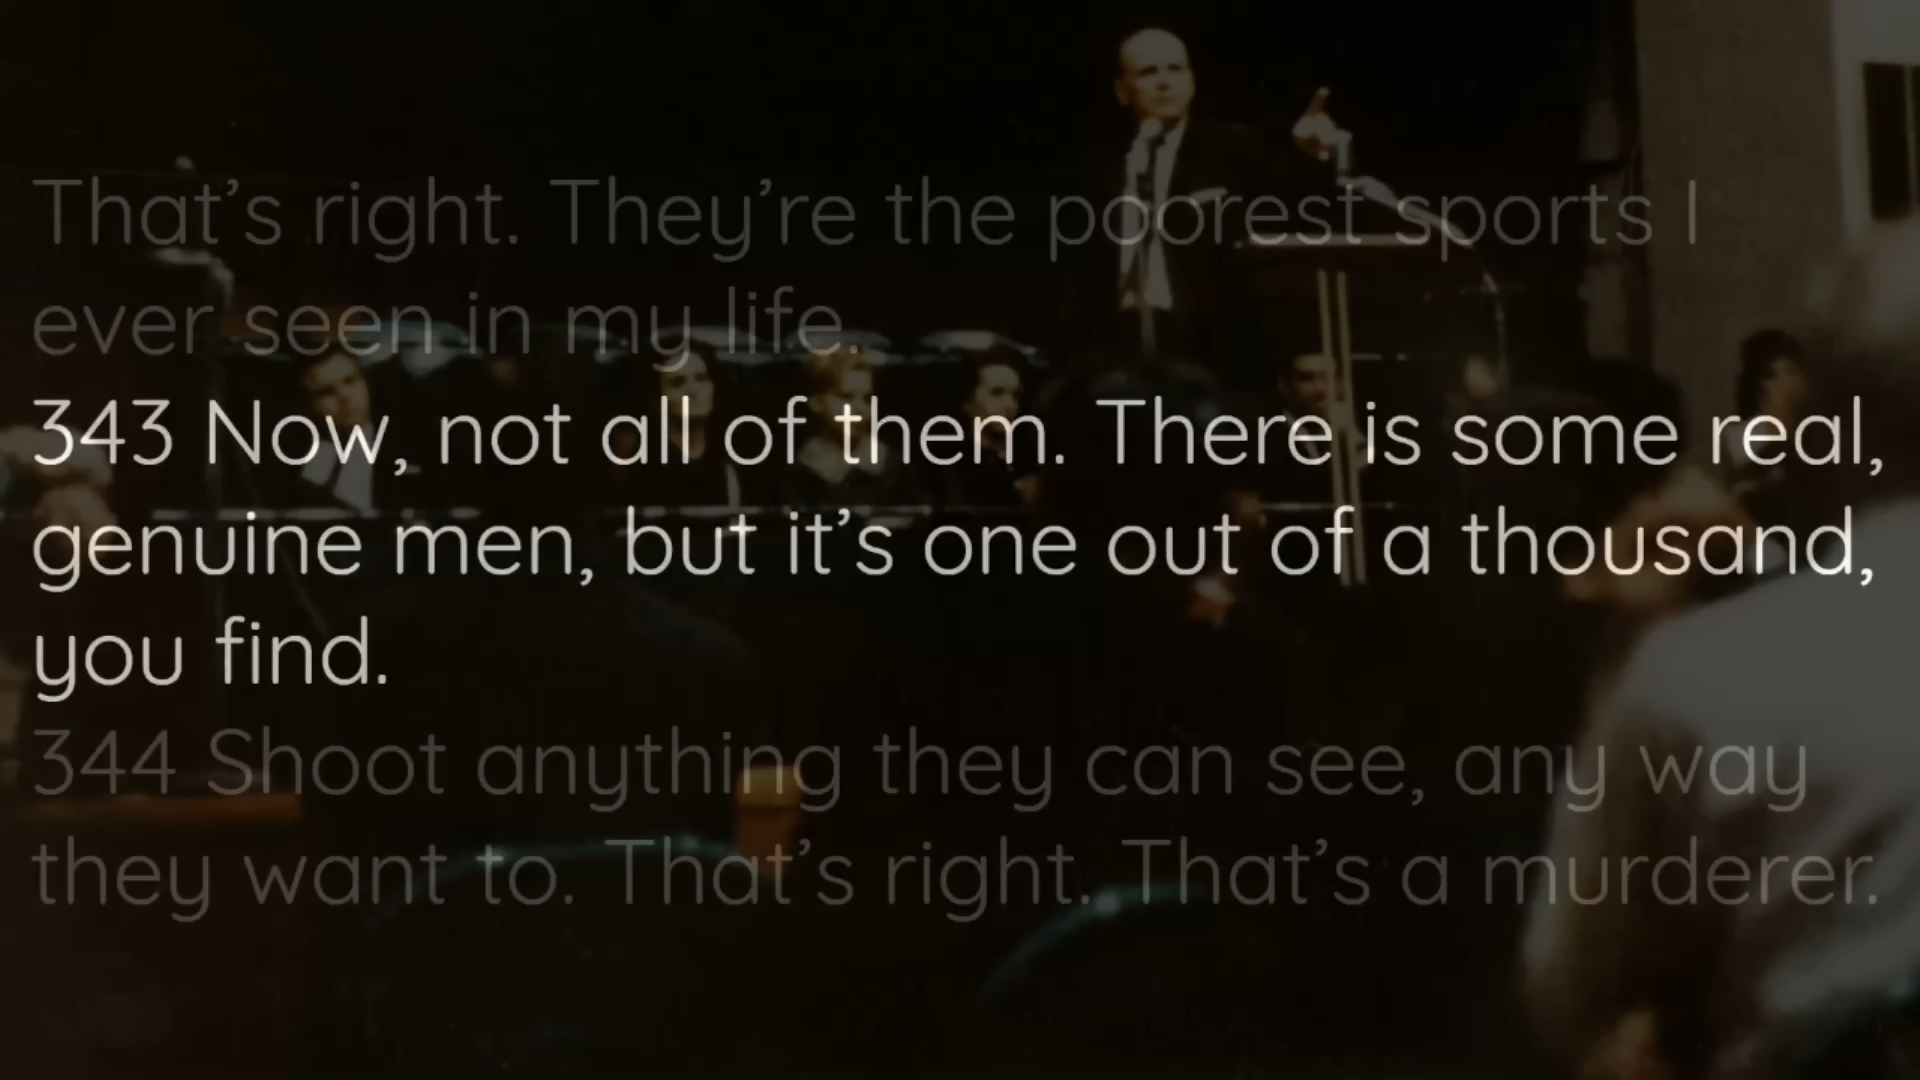 That's right. They're the poorest sports I
ever seen in my life.
343 Now, not all of them. There is some real,
genuine men, but it's one out of a thousand,
you find.
344 Shoot anything they can see, any way
they want to. That's right. That's a murderer.